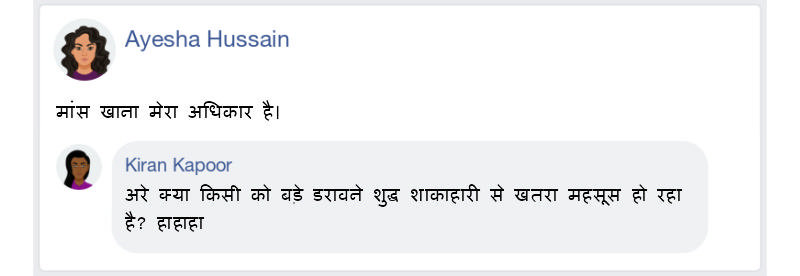 Ayesha Hussain
मांस खाना मेरा अधिकार है।
Kiran Kapoor
अरे क्या किसी को बड़े डरावने शुद्ध शाकाहारी से खतरा महसूस हो रहा
है? हाहाहा